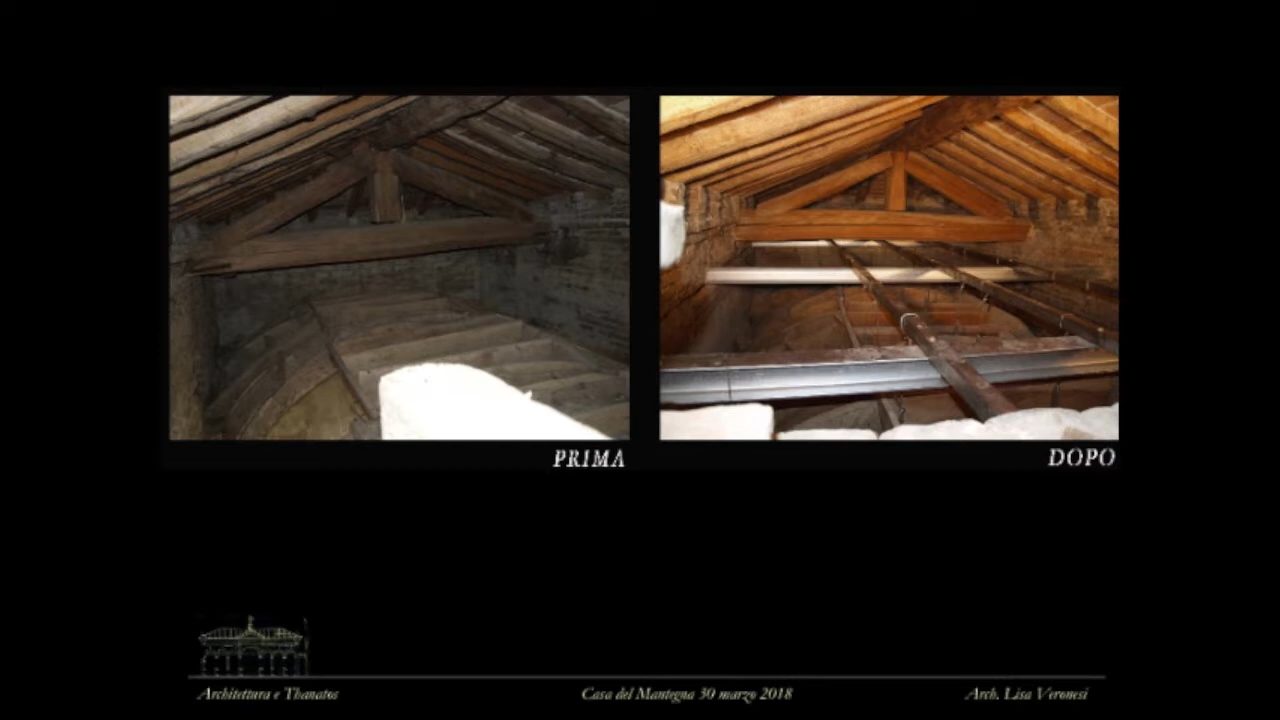 PRIMA
DOPO
Architettura e Thanatos
Casa del Mantegna 30 marzo 2018
Arch. Lisa Veronesi